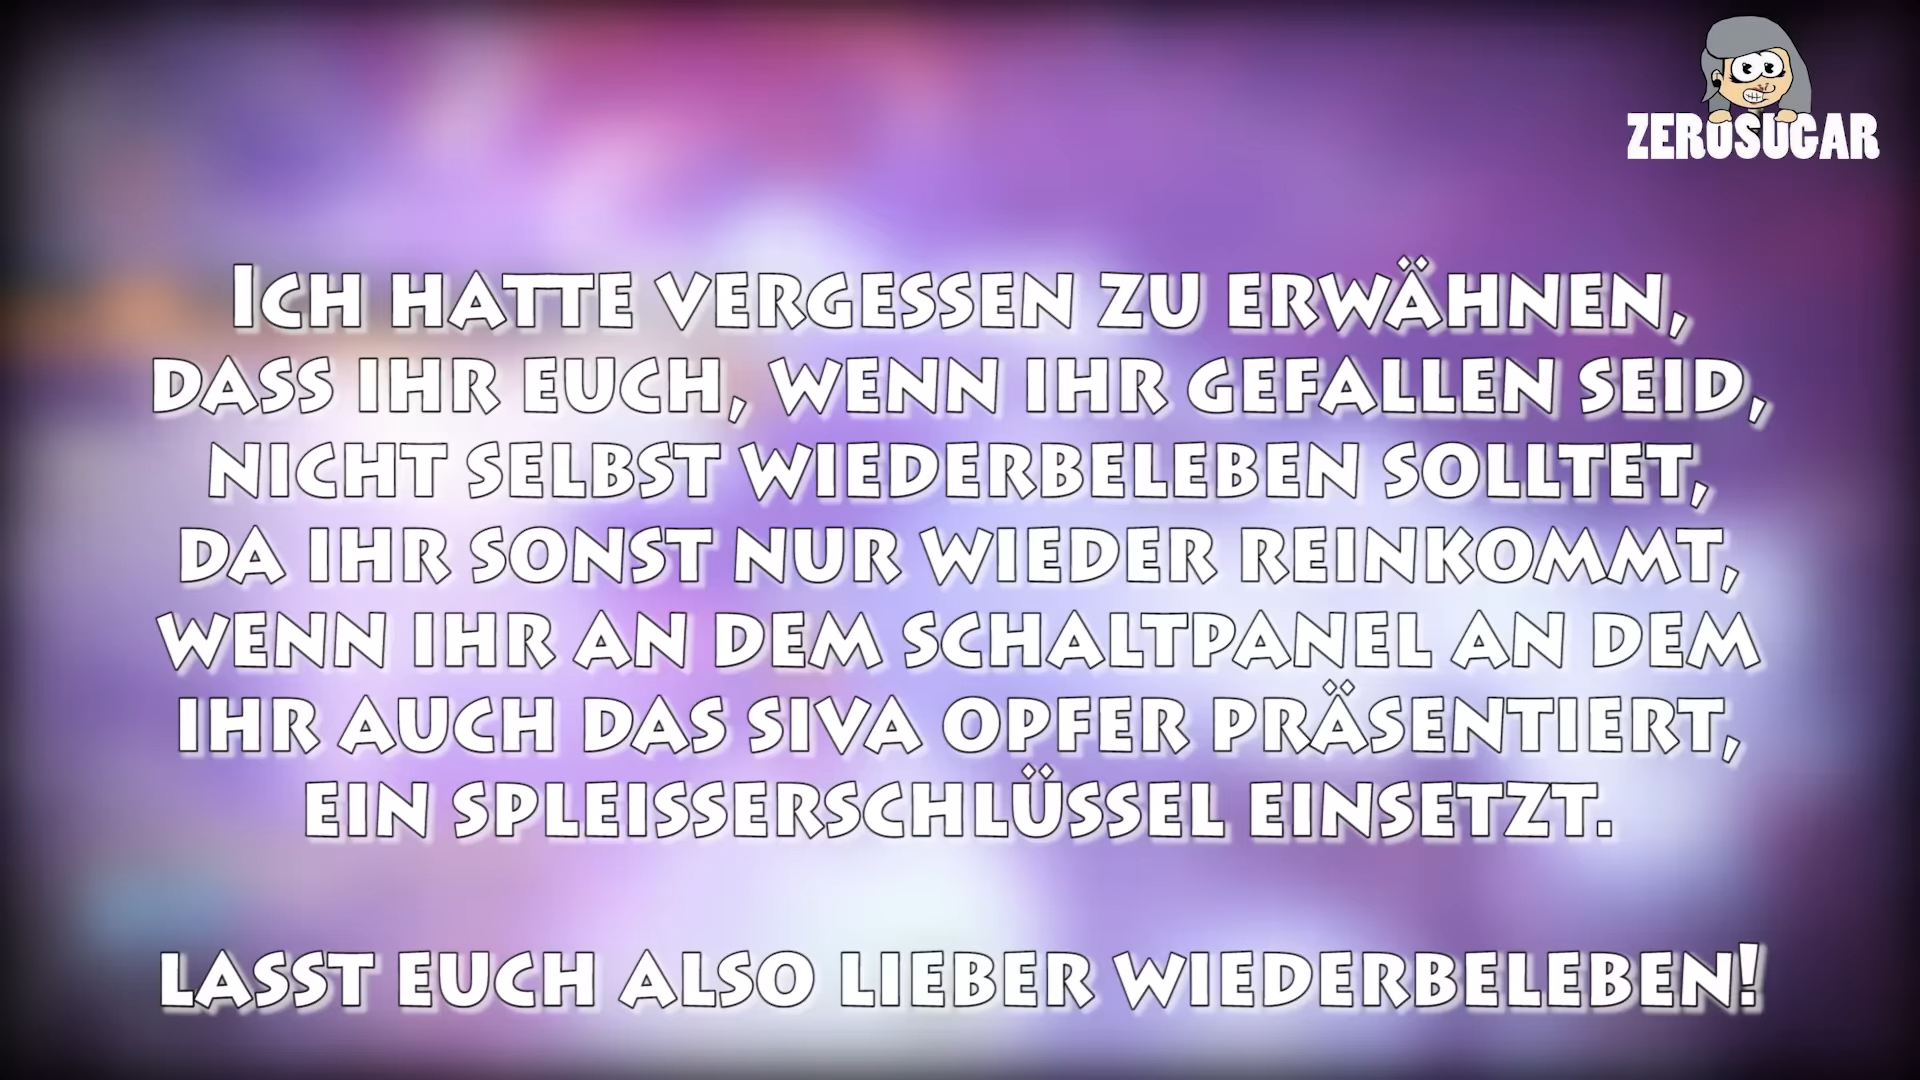 ZEROSUGAR
Ich hatte vergessen zu erwähnen,
dass ihr euch, wenn ihr gefallen seid,
nicht selbst wiederbeleben solltet,
da ihr sonst nur wieder reinkommt,
wenn ihr an dem Schaltpanel an dem
ihr auch das SIVA Opfer präsentiert,
ein Spleisserschlüssel einsetzt.
Lasst euch also lieber wiederbeleben!